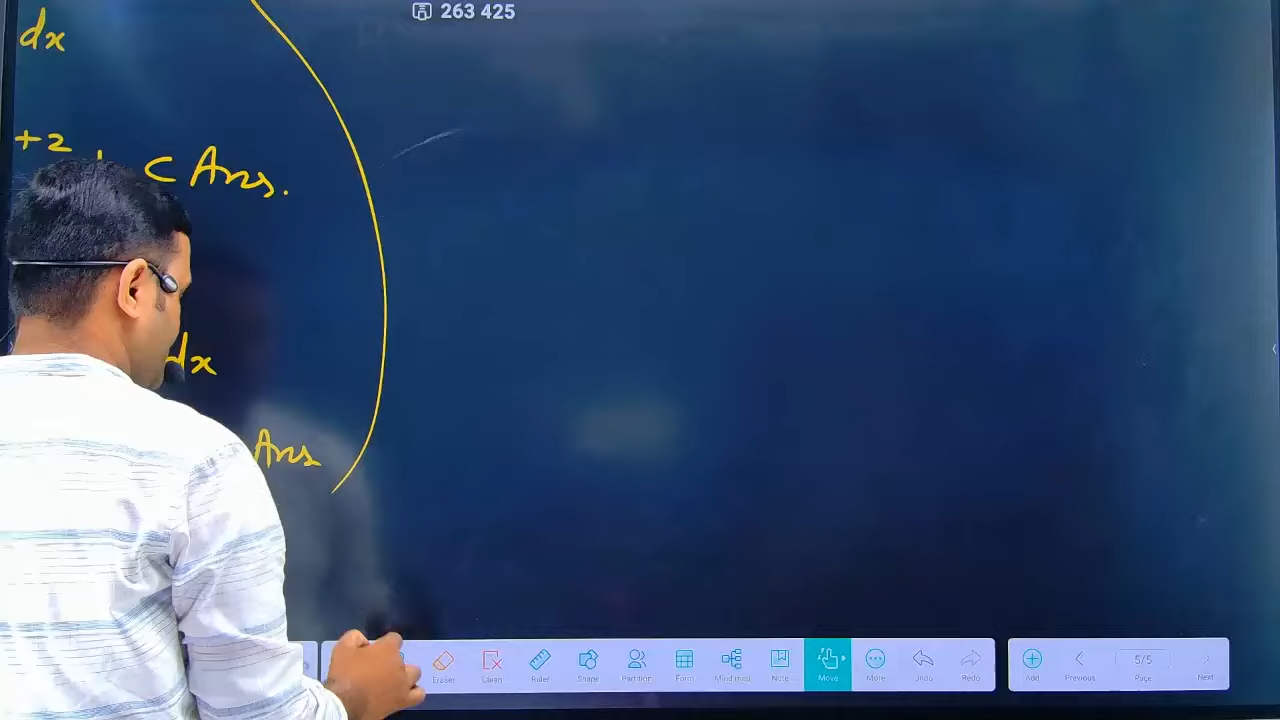 263 425
dx
+2
+ C Ans.
dx
Ans
Eraser Clean Ruler Shape Partition Form Mind map Note Move More Undo Redo Add Previous 5/5 Page Next